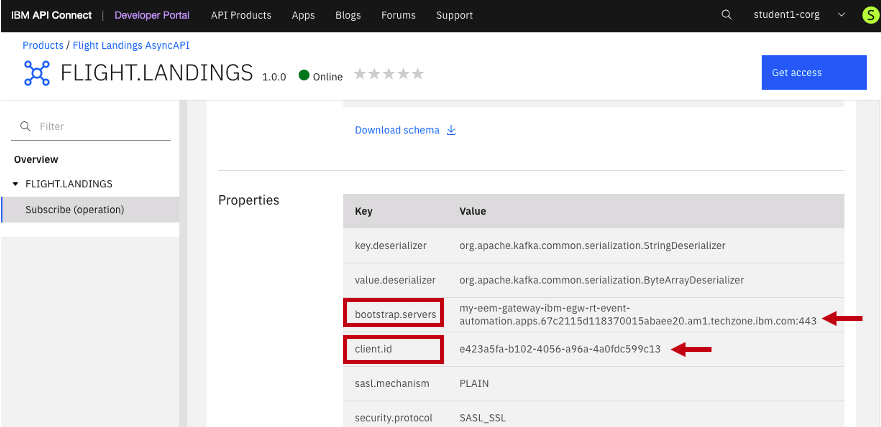 IBM API Connect | Developer Portal API Products Apps Blogs Forums Support student1-corg S
Products / Flight Landings AsyncAPI
FLIGHT.LANDINGS 1.0.0 Online
Get access
Filter
Overview
FLIGHT.LANDINGS
Subscribe (operation)
Download schema
Properties
Key Value
key.deserializer org.apache.kafka.common.serialization.StringDeserializer
value.deserializer org.apache.kafka.common.serialization.ByteArrayDeserializer
bootstrap.servers my-eem-gateway-ibm-egw-rt-event-
automation.apps.67c2115d118370015abaee20.am1.techzone.ibm.com:443
client.id e423a5fa-b102-4056-a96a-4a0fdc599c13
sasl.mechanism PLAIN
security.protocol SASL_SSL